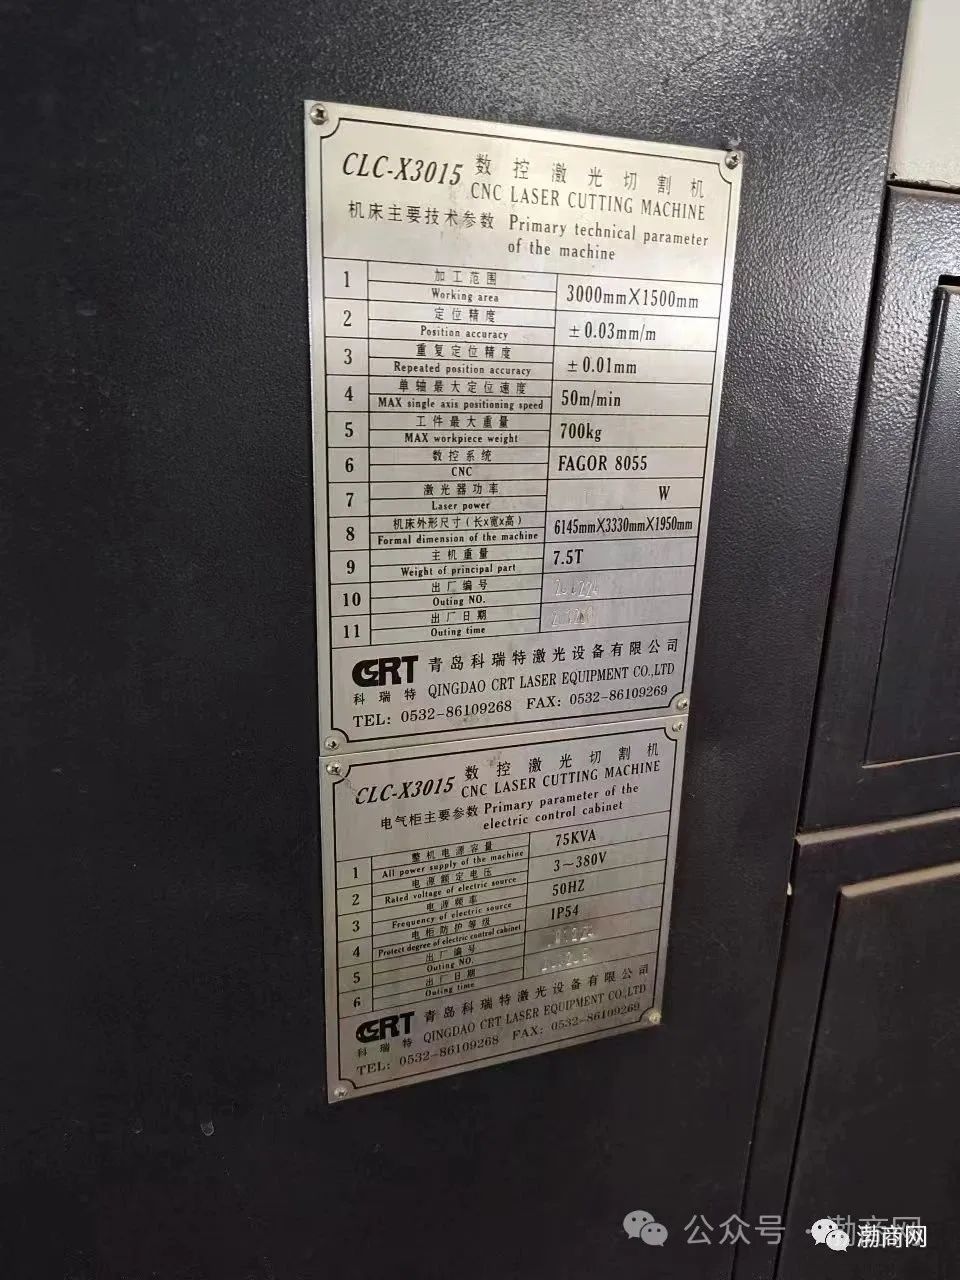 CLC-X3015 数控激光切割机
CNC LASER CUTTING MACHINE
机床主要技术参数 Primary technical parameter
of the machine
1 加工范围 3000mmX1500mm
Working area
2 定位精度 ±0.03mm/m
Position accuracy
3 重复定位精度 ±0.01mm
Repeated position accuracy
4 单轴最大定位速度 50m/min
MAX single axis positioning speed
5 工件最大重量 700kg
MAX workpiece weight
6 数控系统 FAGOR 8055
CNC
7 激光器功率 W
Laser power
8 机床外形尺寸(长x宽x高) 6145mmX3330mmX1950mm
Formal dimension of the machine
9 主机重量 7.5T
Weight of principal part
10 出厂编号
Outing NO.
11 出厂日期
Outing time
CRT 青岛科瑞特激光设备有限公司
科瑞特 QINGDAO CRT LASER EQUIPMENT CO.,LTD
TEL: 0532-86109268 FAX: 0532-86109269
CLC-X3015 数控激光切割机
CNC LASER CUTTING MACHINE
电气柜主要参数 Primary parameter of the
electric control cabinet
1 整机电源容量 75KVA
All power supply of the machine
2 电源额定电压 3~380V
Rated voltage of electric source
3 电源频率 50HZ
Frequency of electric source
4 电柜防护等级 IP54
Protect degree of electric control cabinet
5 出厂编号
Outing NO.
6 出厂日期
Outing time
CRT 青岛科瑞特激光设备有限公司
科瑞特 QINGDAO CRT LASER EQUIPMENT CO.,LTD
TEL: 0532-86109268 FAX: 0532-86109269
公众号·渤商网
渤商网